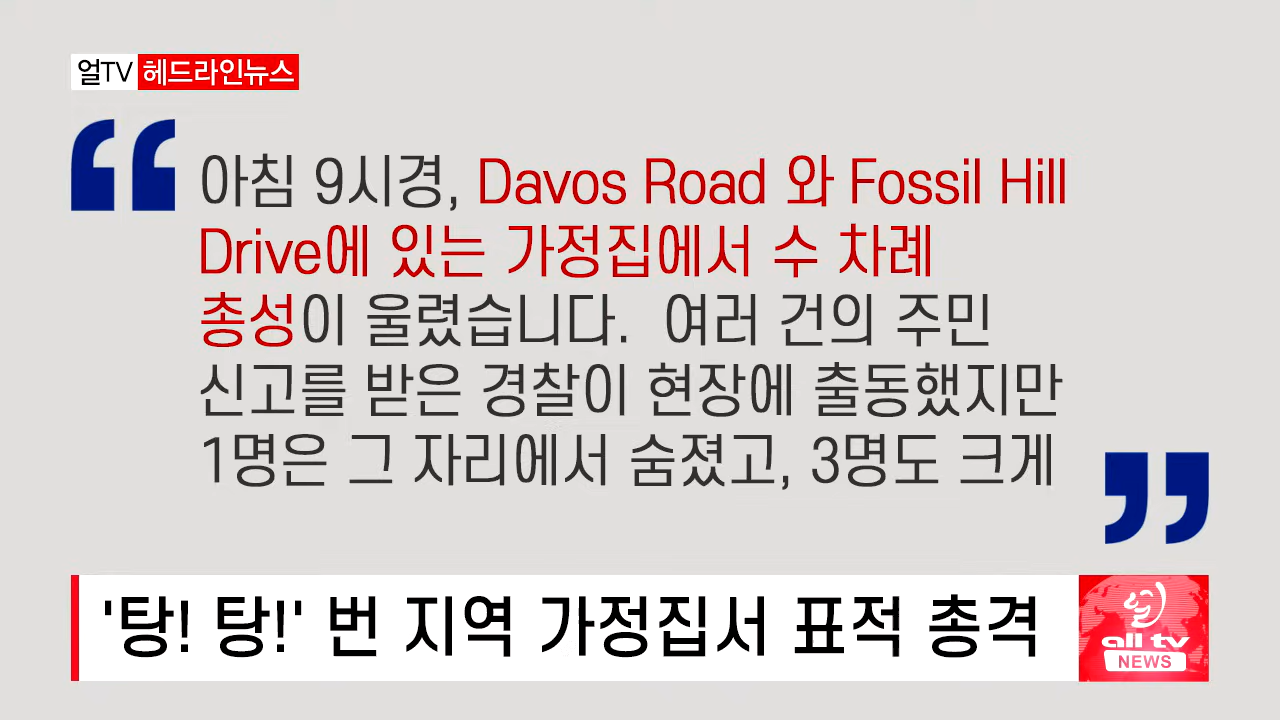 얼TV 헤드라인뉴스
“
아침 9시경, Davos Road 와 Fossil Hill
Drive에 있는 가정집에서 수 차례
총성이 울렸습니다. 여러 건의 주민
신고를 받은 경찰이 현장에 출동했지만
1명은 그 자리에서 숨졌고, 3명도 크게
”
'탕! 탕!' 번 지역 가정집서 표적 총격
얼
all tv
NEWS